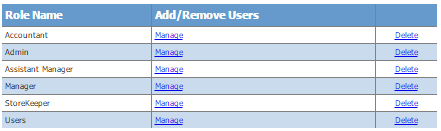 Role Name Add/Remove Users
Accountant Manage Delete
Admin Manage Delete
Assistant Manager Manage Delete
Manager Manage Delete
StoreKeeper Manage Delete
Users Manage Delete